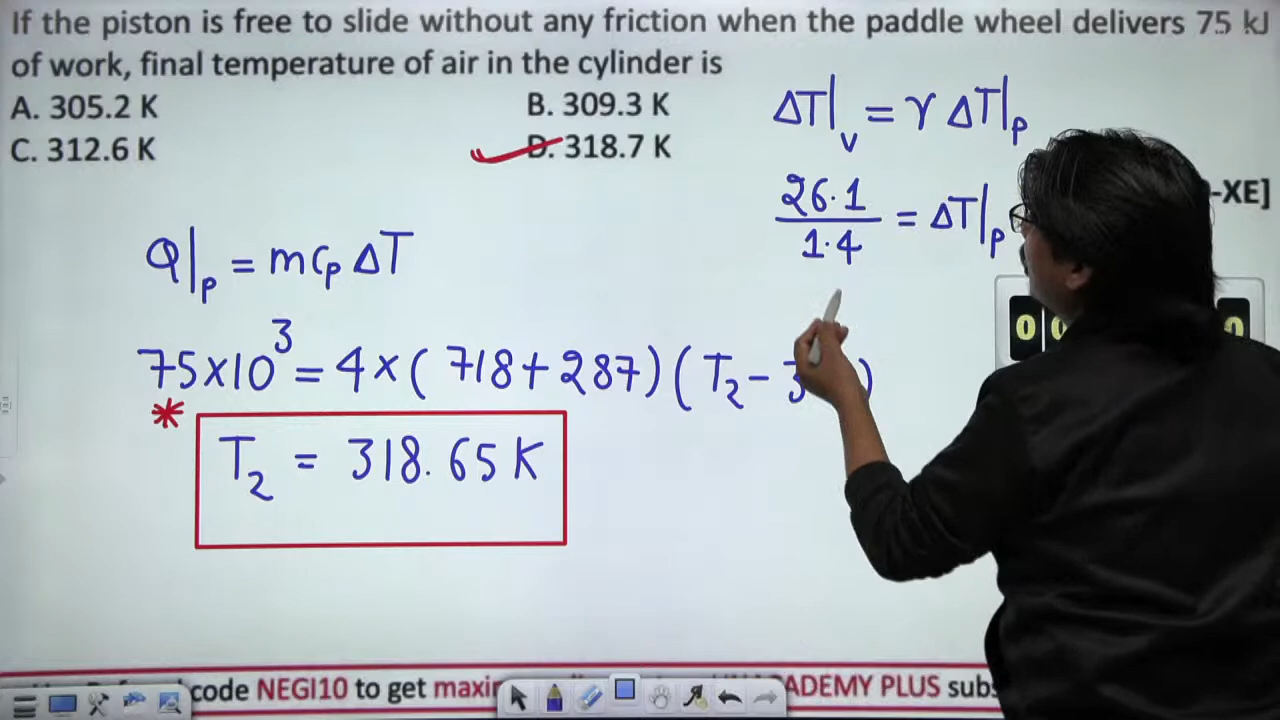 If the piston is free to slide without any friction when the paddle wheel delivers 75 kJ
of work, final temperature of air in the cylinder is
A. 305.2 K
B. 309.3 K
C. 312.6 K
D. 318.7 K
-XE]
ΔT|v = γ ΔT|p
26.1/1.4 = ΔT|p
Q|p = mcp ΔT
75×10³ = 4×(718+287)(T₂ - 3 )
* T₂ = 318.65 K
code NEGI10 to get ACADEMY PLUS